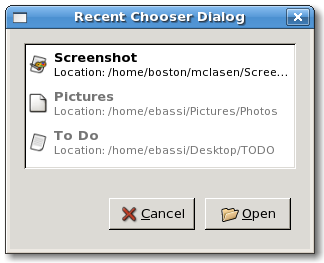 Recent Chooser Dialog
Screenshot
Location: /home/boston/mclasen/Scree...
Pictures
Location: /home/ebassi/Pictures/Photos
To Do
Location: /home/ebassi/Desktop/TODO
Cancel
Open